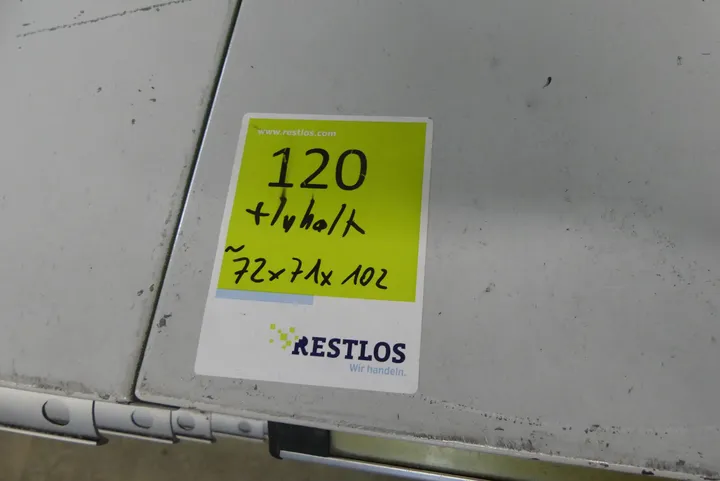 www.restlos.com
120
+Inhalt
~72x71x102
RESTLOS
Wir handeln.